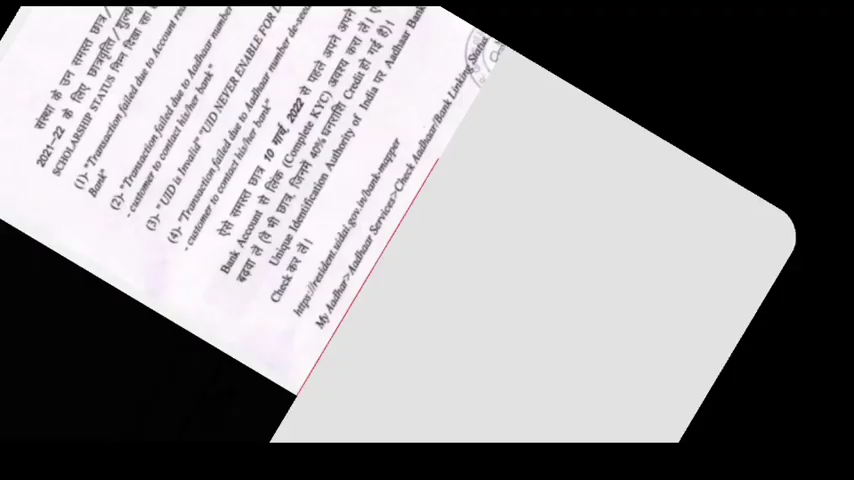 संस्था के उन समस्त छात्र/
2021–22 के लिए छात्रवृत्ति/शुल्क
SCHOLARSHIP STATUS निम्न दिखा रहा
(1)- "Transaction failed due to Account
Bank"
(2)- "Transaction failed due to Aadhaar number
- customer to contact his/her bank"
(3)- "UID is Invalid" "UID NEVER ENABLE FOR
(4)- "Transaction failed due to Aadhaar number
- customer to contact his/her bank"
ऐसे समस्त छात्र 10 मार्च, 2022 से पहले अपने अपने
Bank Account से लिंक (Complete KYC) अवश्य करा लें।
बढ़वा लें (वे भी छात्र, जिनमें 40% धनराशि Credit हो गई है)।
Unique Identification Authority of India पर Aadhaar Bank
Check कर लें।
https://resident.uidai.gov.in/bank-mapper
My Aadhar>Aadhaar Services>Check Aadhaar/Bank Linking Status